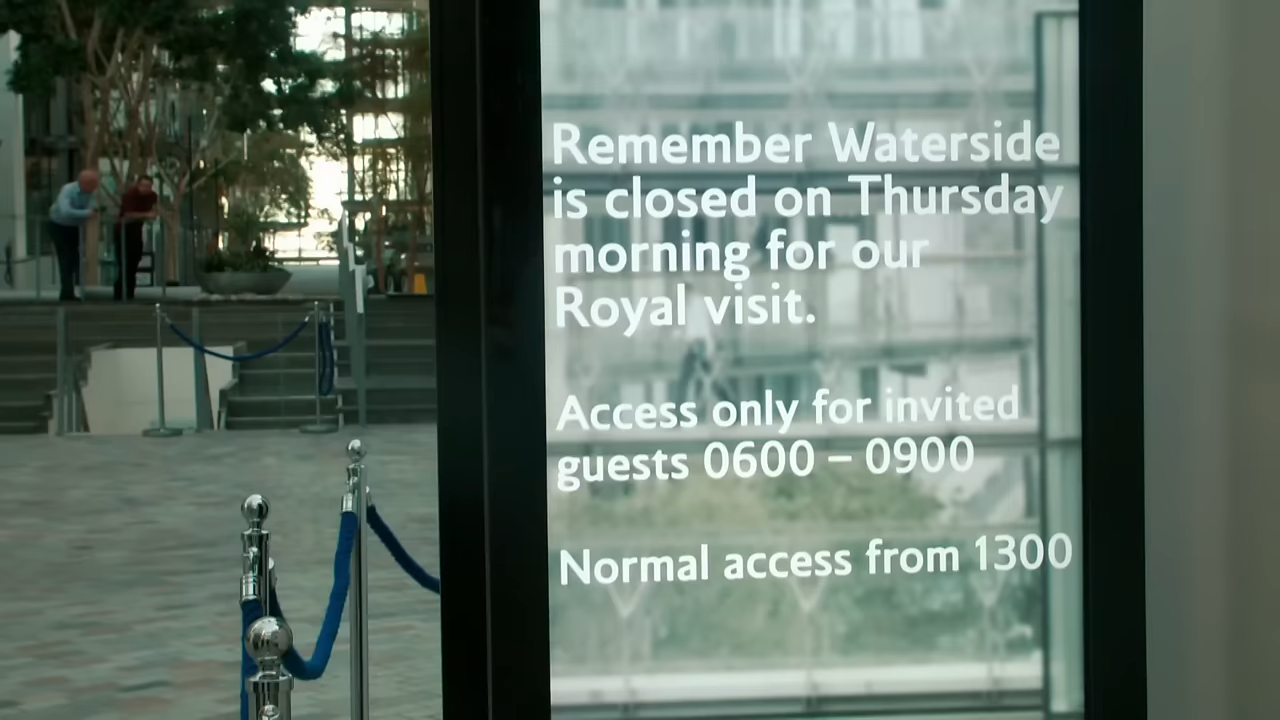 Remember Waterside
is closed on Thursday
morning for our
Royal visit.
Access only for invited
guests 0600 – 0900
Normal access from 1300